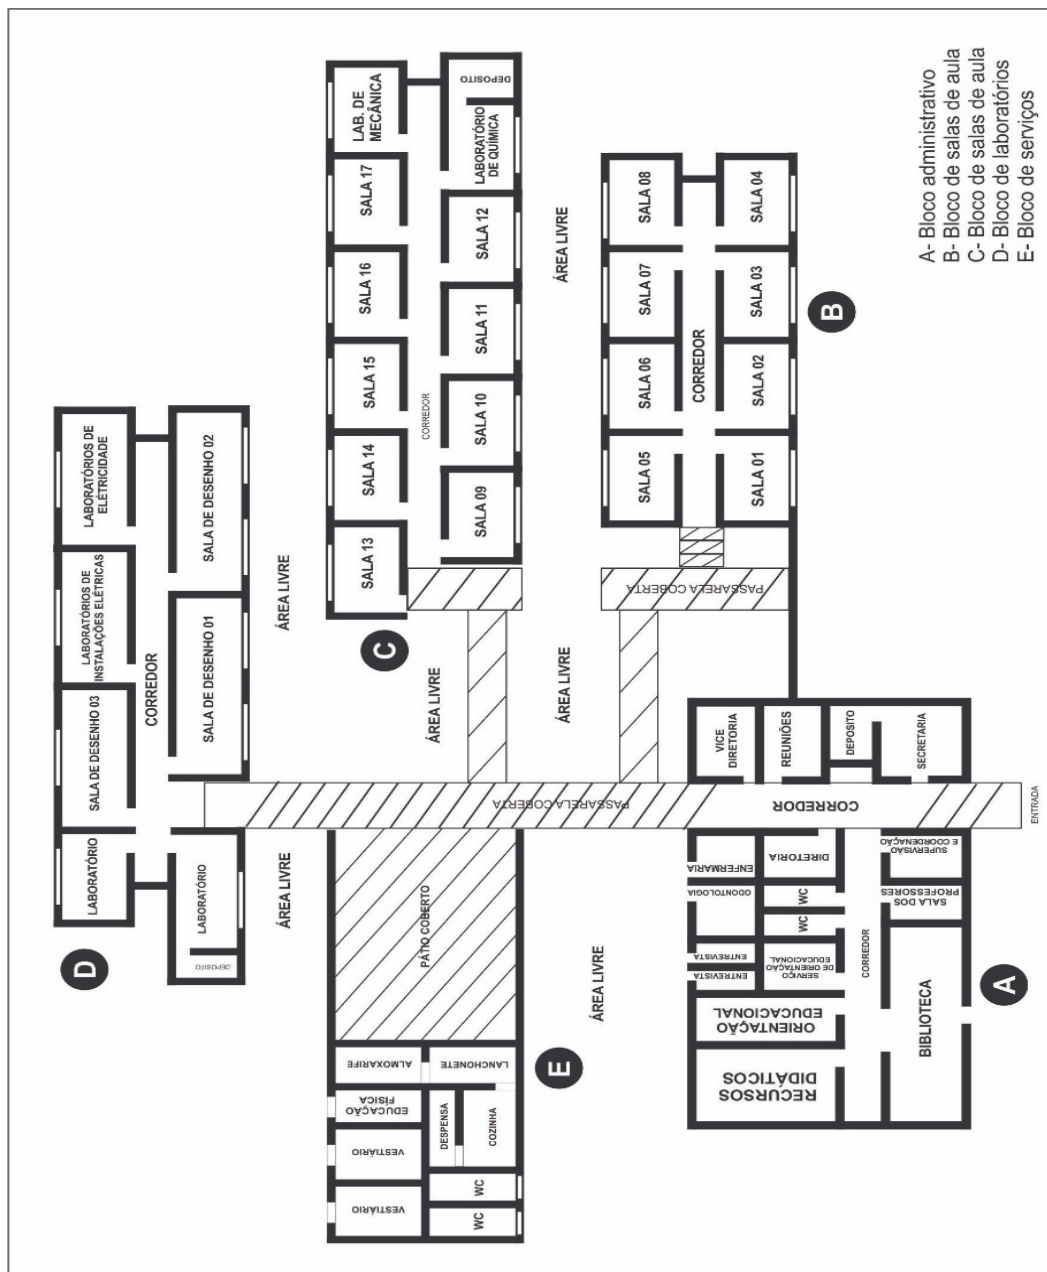 LABORATÓRIOS DE
ELÉTRICIDADE
LABORATÓRIOS DE
INSTALAÇÕES ELÉTRICAS
SALA DE DESENHO 03
LABORATÓRIO
CORREDOR
SALA DE DESENHO 02
SALA DE DESENHO 01
LABORATÓRIO
DEPOSITO
D
ÁREA LIVRE
ÁREA LIVRE
LAB. DE
MECÂNICA
SALA 17
SALA 16
SALA 15
SALA 14
SALA 13
CORREDOR
DEPOSITO
LABORATÓRIO
DE QUÍMICA
SALA 12
SALA 11
SALA 10
SALA 09
C
ÁREA LIVRE
ÁREA LIVRE
ÁREA LIVRE
SALA 08
SALA 07
SALA 06
SALA 05
CORREDOR
SALA 04
SALA 03
SALA 02
SALA 01
B
PASSARELA COBERTA
PASSARELA COBERTA
PÁTIO COBERTO
ALMOXARIFE
LANCHONETE
EDUCAÇÃO
FÍSICA
DESPENSA
COZINHA
VESTIÁRIO
VESTIÁRIO
WC
WC
E
ÁREA LIVRE
VICE
DIRETORIA
REUNIÕES
DEPOSITO
SECRETARIA
CORREDOR
ENTRADA
ENFERMARIA
DIRETORIA
SUPERVISÃO
E COORDENAÇÃO
ODONTOLOGIA
WC
WC
SALA DOS
PROFESSORES
ENTREVISTA
ENTREVISTA
SERVIÇO
DE ORIENTAÇÃO
EDUCACIONAL
CORREDOR
ORIENTAÇÃO
EDUCACIONAL
RECURSOS
DIDÁTICOS
BIBLIOTECA
A
A- Bloco administrativo
B- Bloco de salas de aula
C- Bloco de salas de aula
D- Bloco de laboratórios
E- Bloco de serviços